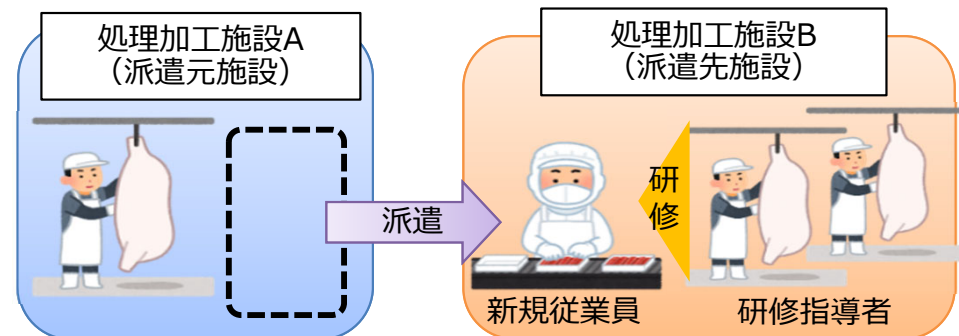 処理加工施設A
（派遣元施設）
処理加工施設B
（派遣先施設）
派遣
研
修
新規従業員
研修指導者